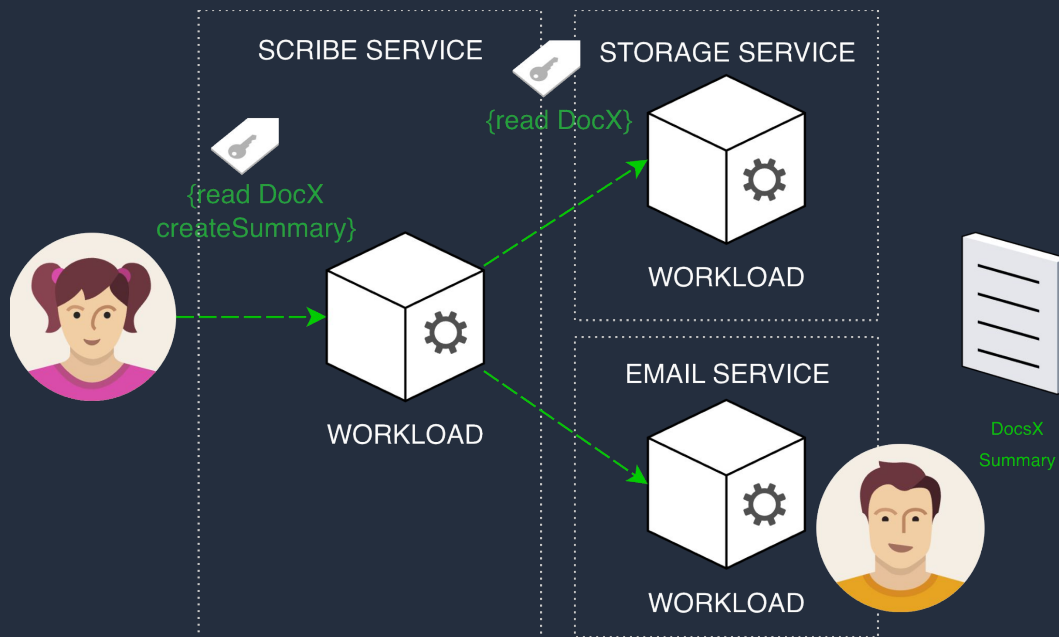 SCRIBE SERVICE
STORAGE SERVICE
{read DocX}
{read DocX
createSummary}
WORKLOAD
EMAIL SERVICE
WORKLOAD
DocsX
Summary
WORKLOAD